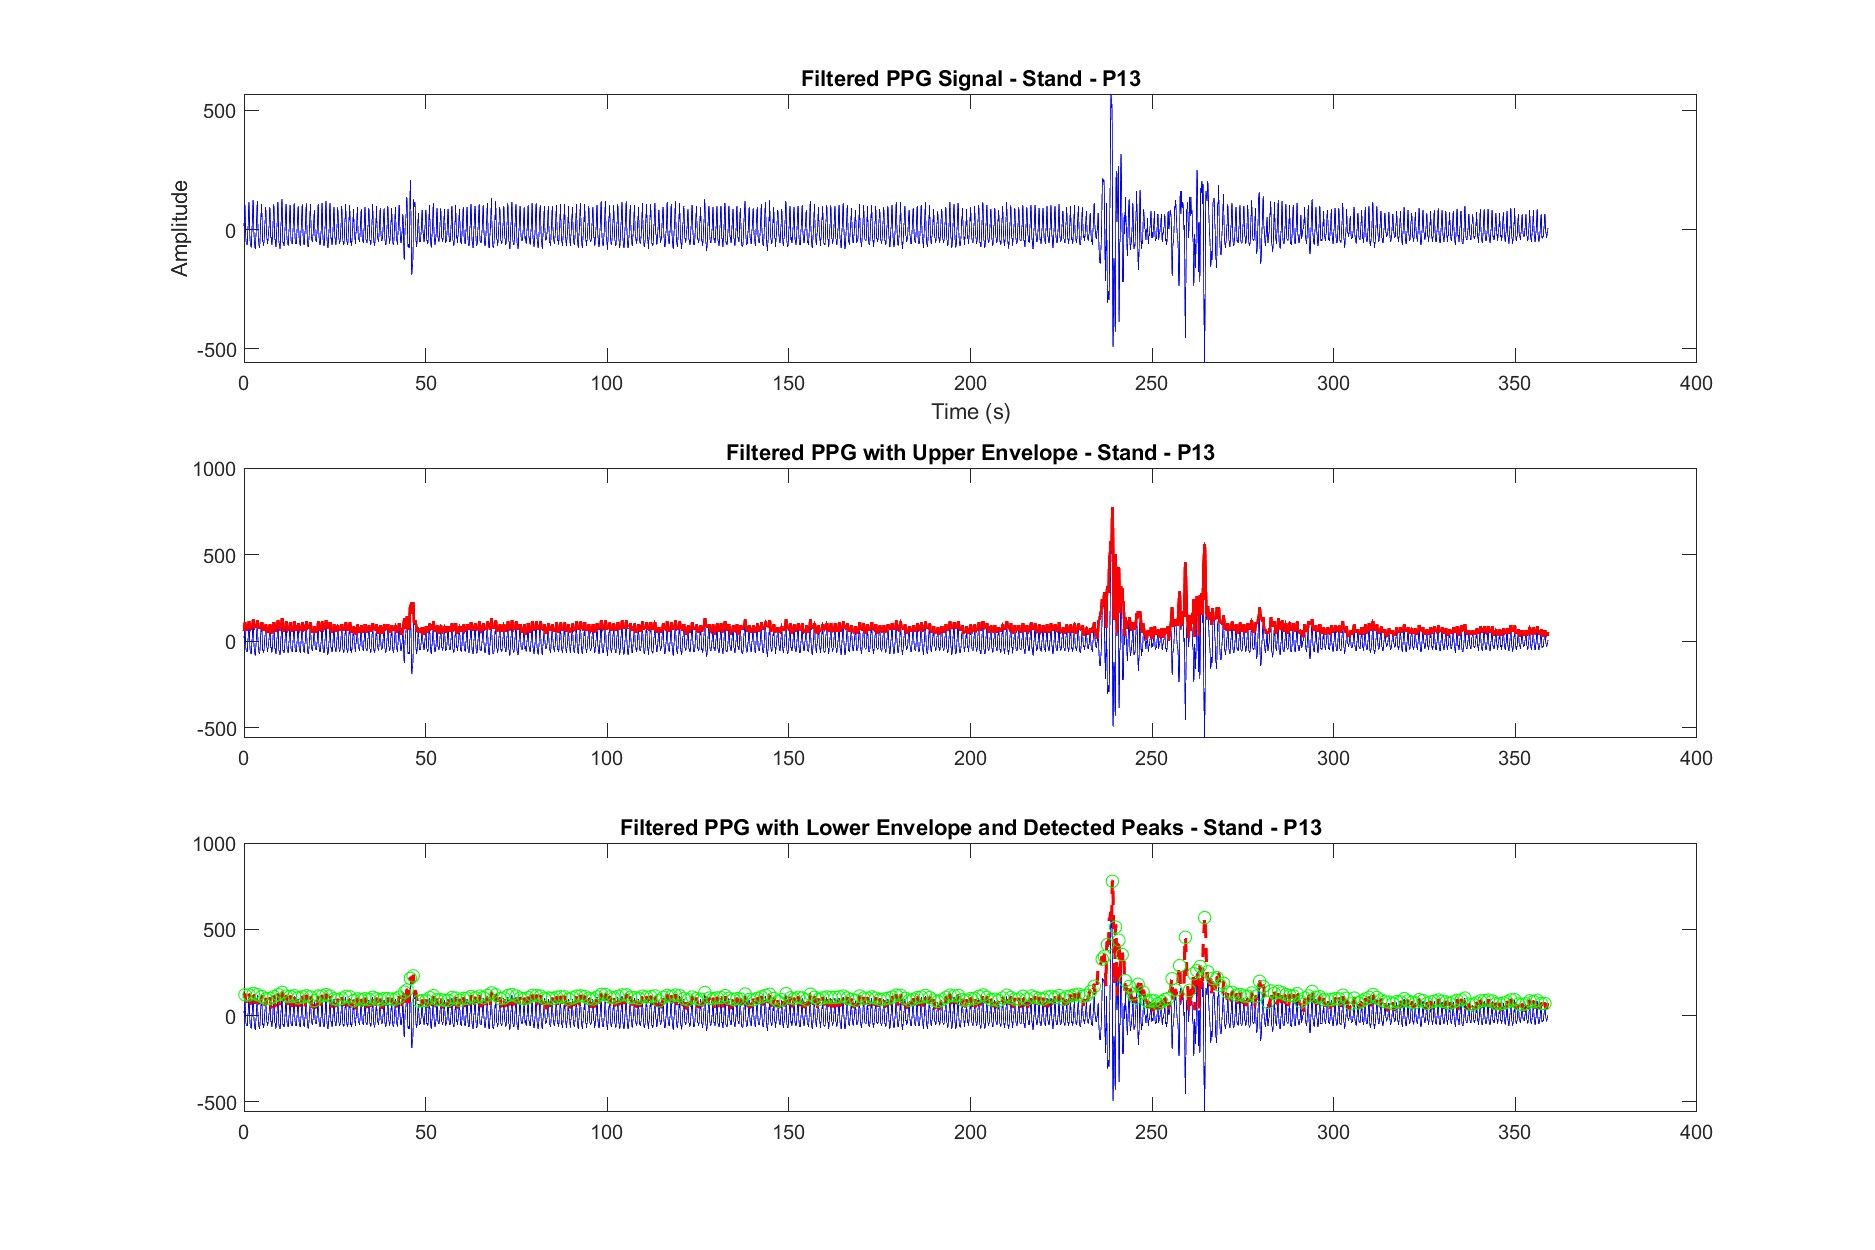 Filtered PPG Signal - Stand - P13
500
0
-500
Amplitude
0 50 100 150 200 250 300 350 400
Time (s)
Filtered PPG with Upper Envelope - Stand - P13
1000
500
0
-500
0 50 100 150 200 250 300 350 400
Filtered PPG with Lower Envelope and Detected Peaks - Stand - P13
1000
500
0
-500
0 50 100 150 200 250 300 350 400